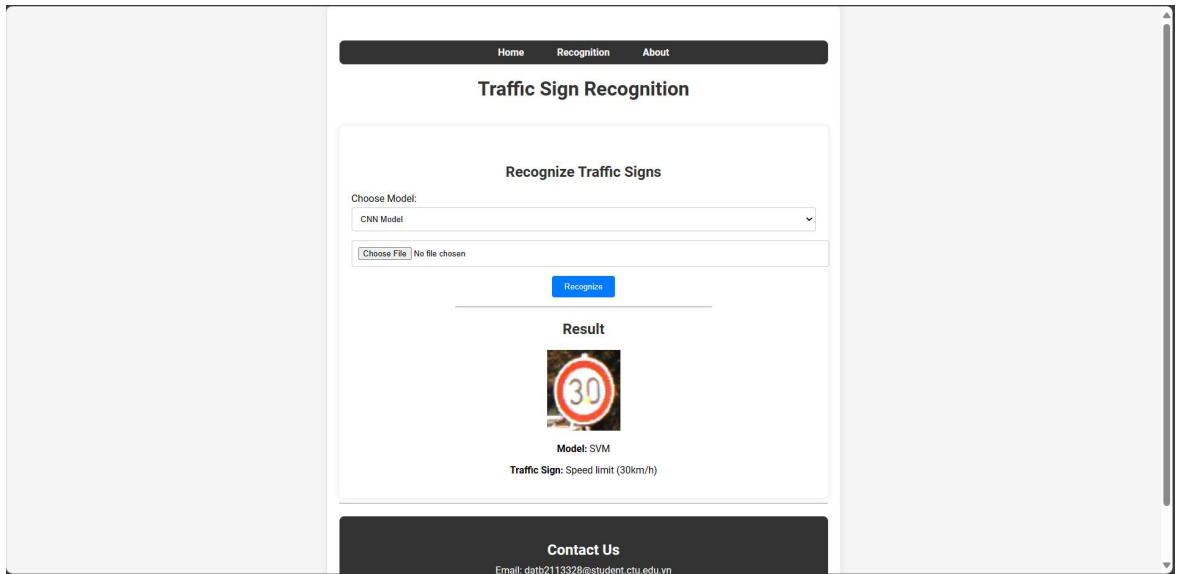 Home Recognition About
Traffic Sign Recognition
Recognize Traffic Signs
Choose Model:
CNN Model
Choose File No file chosen
Recognize
Result
30
Model: SVM
Traffic Sign: Speed limit (30km/h)
Contact Us
Email: datb2113328@student.ctu.edu.vn